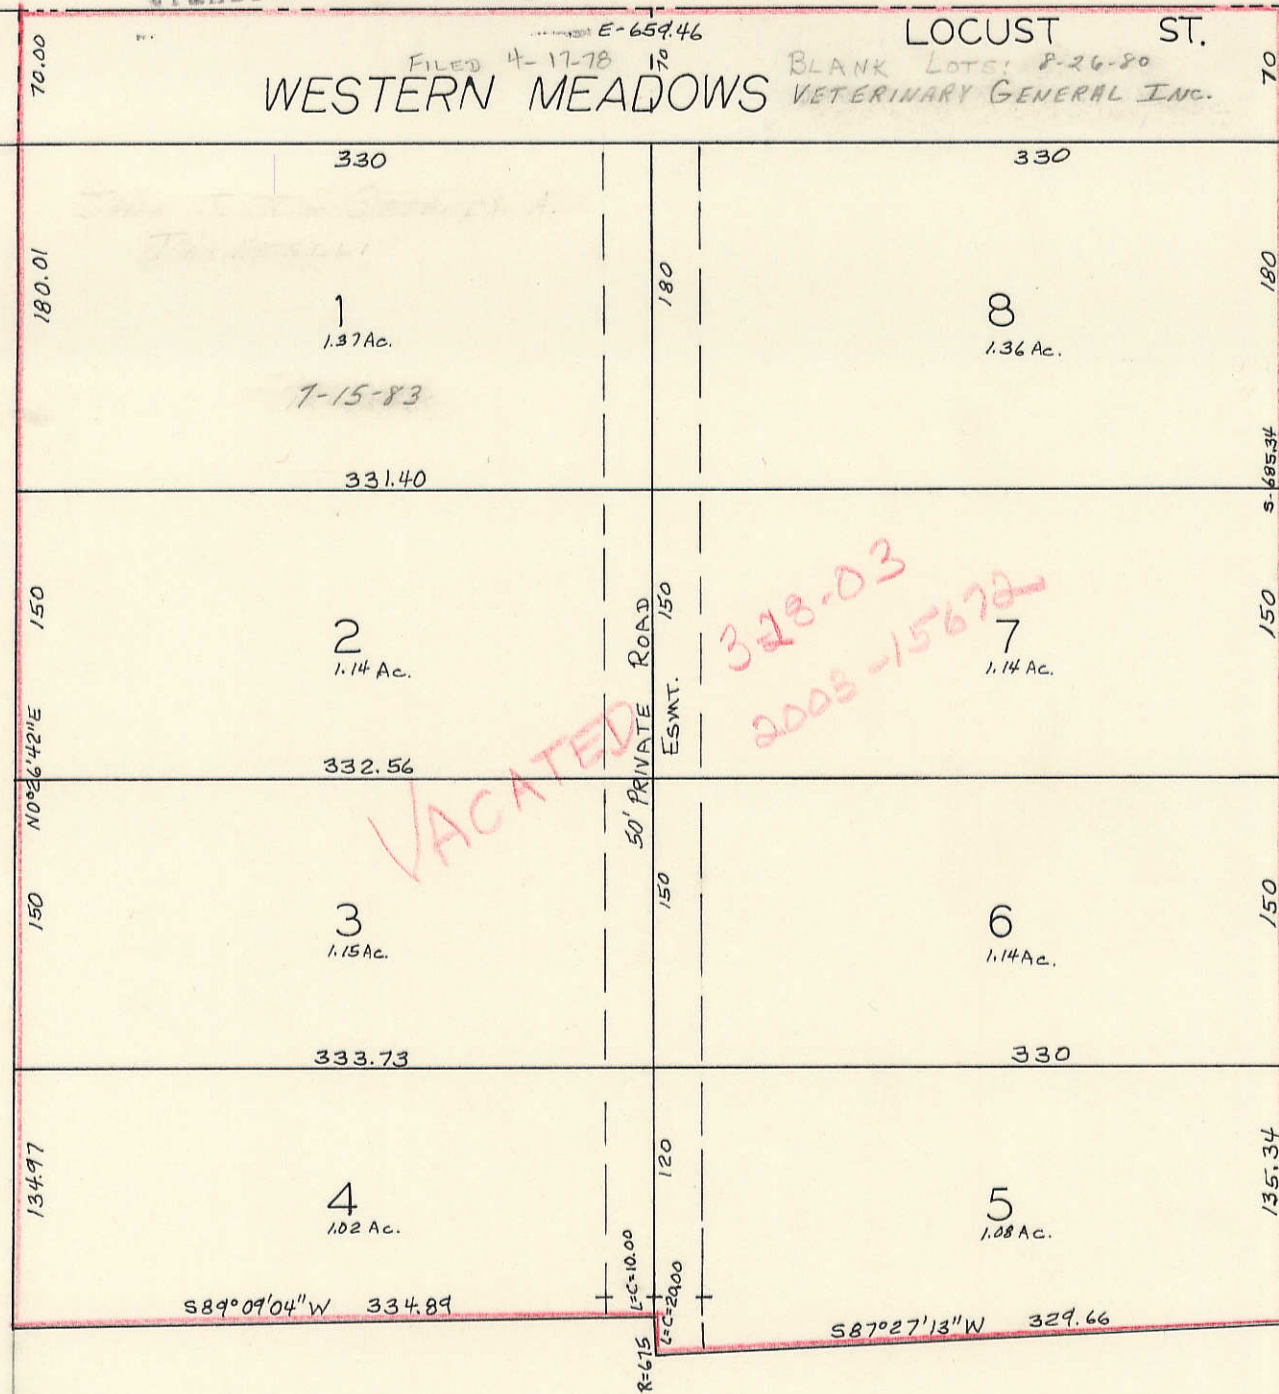 E-659.46
LOCUST ST.
70.00
FILED 4-17-78
70
BLANK LOTS: 8-26-80
70
WESTERN MEADOWS
VETERINARY GENERAL INC.
330
330
180.01
180
180
1
1.37 Ac.
8
1.36 Ac.
7-15-83
331.40
S-685.34
150
150
150
2
1.14 Ac.
7
1.14 Ac.
328-03
2003-15672
N0°26'42"E
50' PRIVATE ROAD
ESMT.
332.56
VACATED
150
150
150
3
1.15 Ac.
6
1.14 Ac.
333.73
330
134.97
120
135.34
4
1.02 Ac.
5
1.08 Ac.
L=C=10.00
L=C=20.00
R=675
S89°09'04"W 334.89
S87°27'13"W 329.66